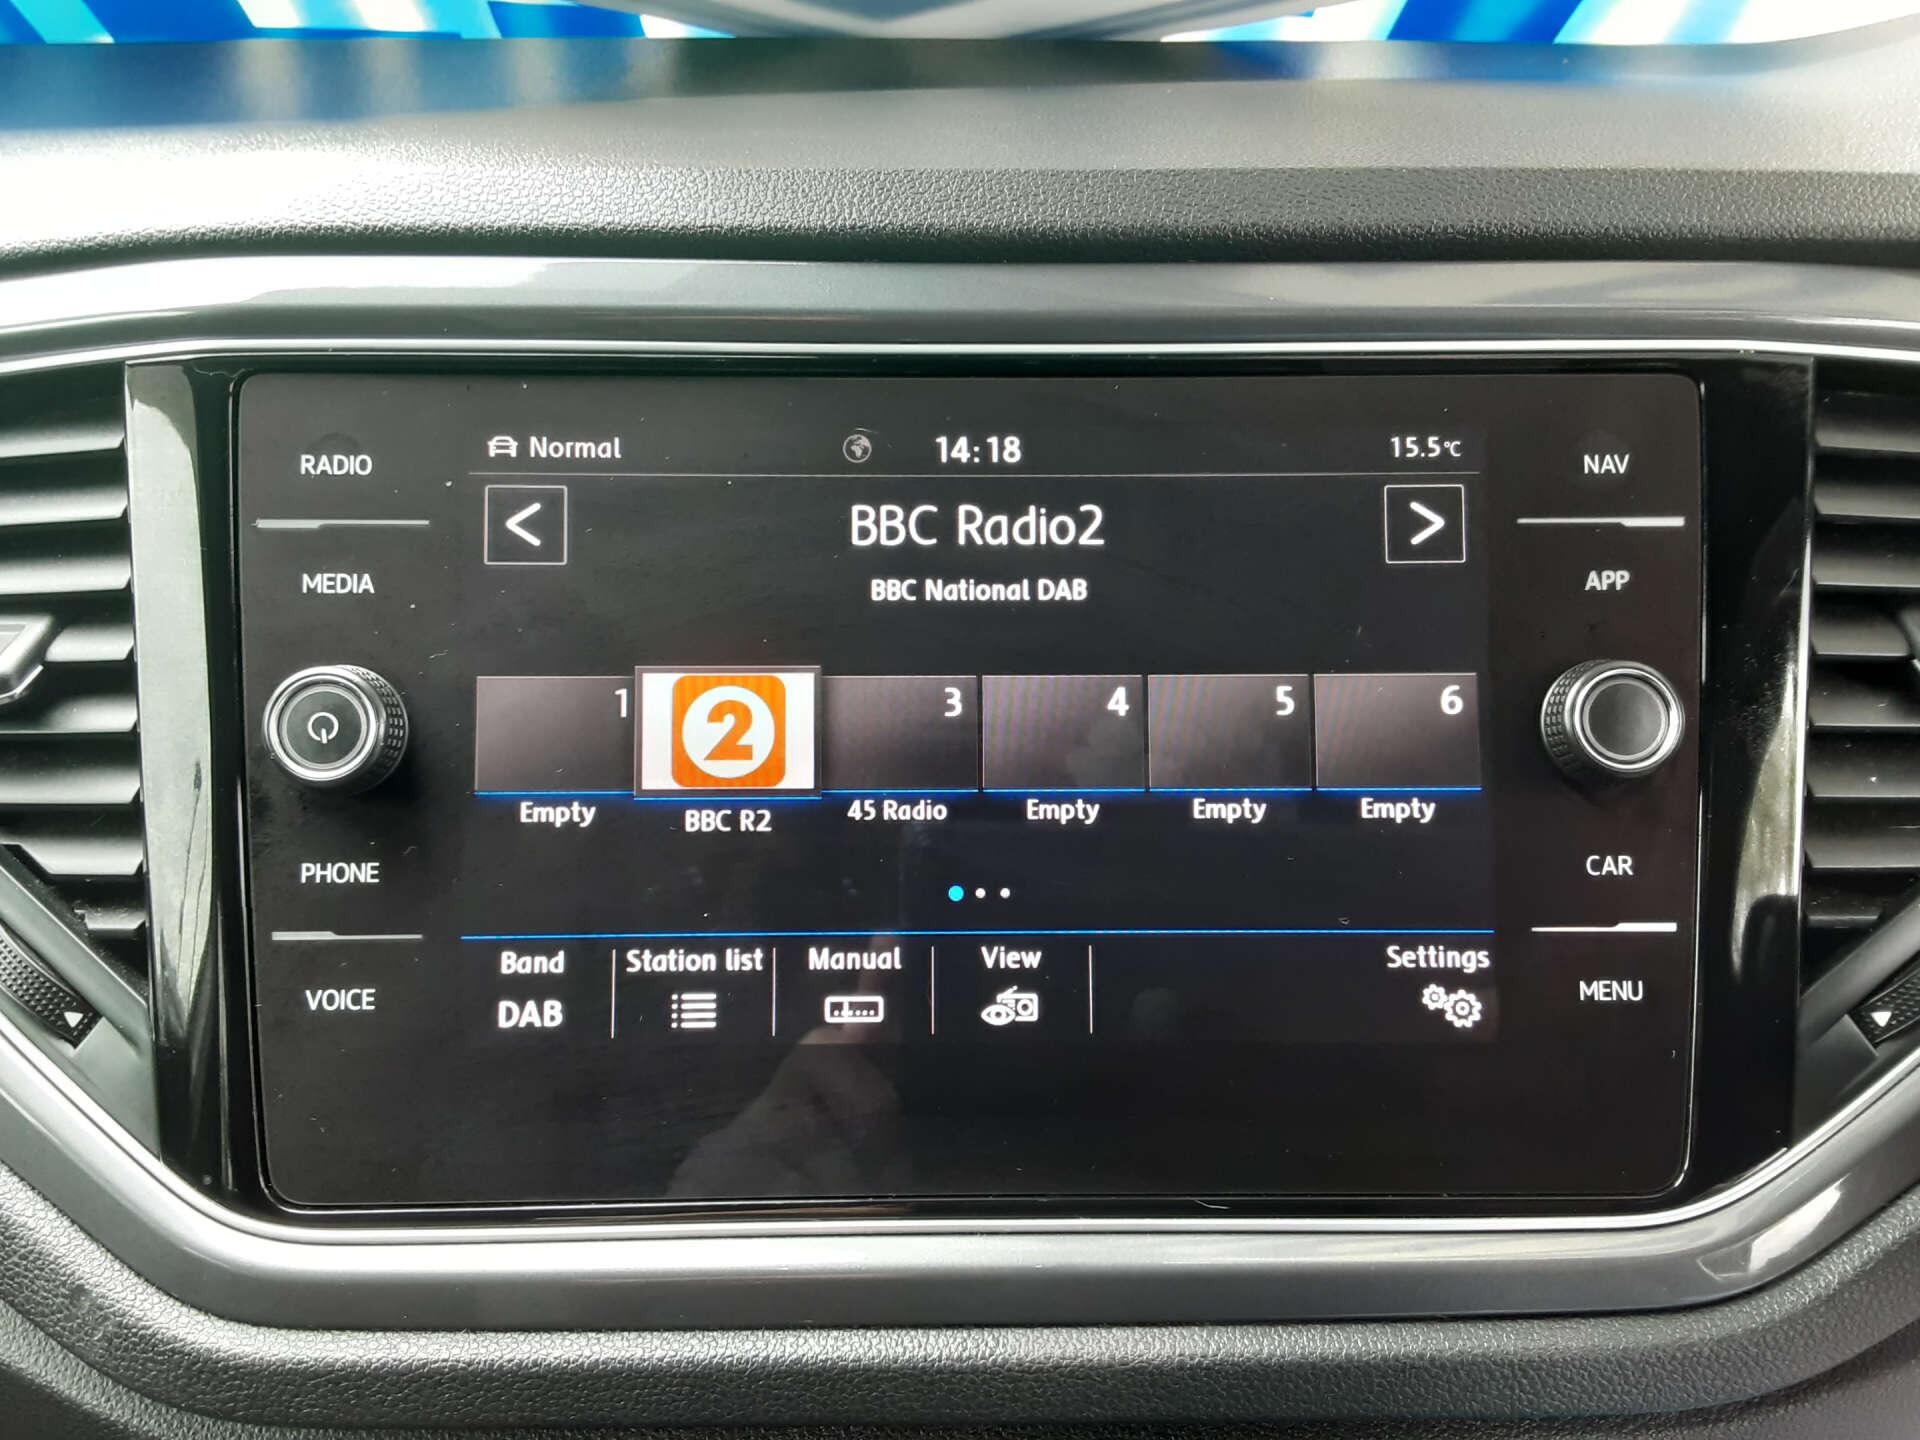 RADIO
MEDIA
PHONE
VOICE
Normal 14:18 15.5°C
< BBC Radio2 >
BBC National DAB
1 2 3 4 5 6
Empty BBC R2 45 Radio Empty Empty Empty
Band Station list Manual View Settings
DAB
NAV
APP
CAR
MENU